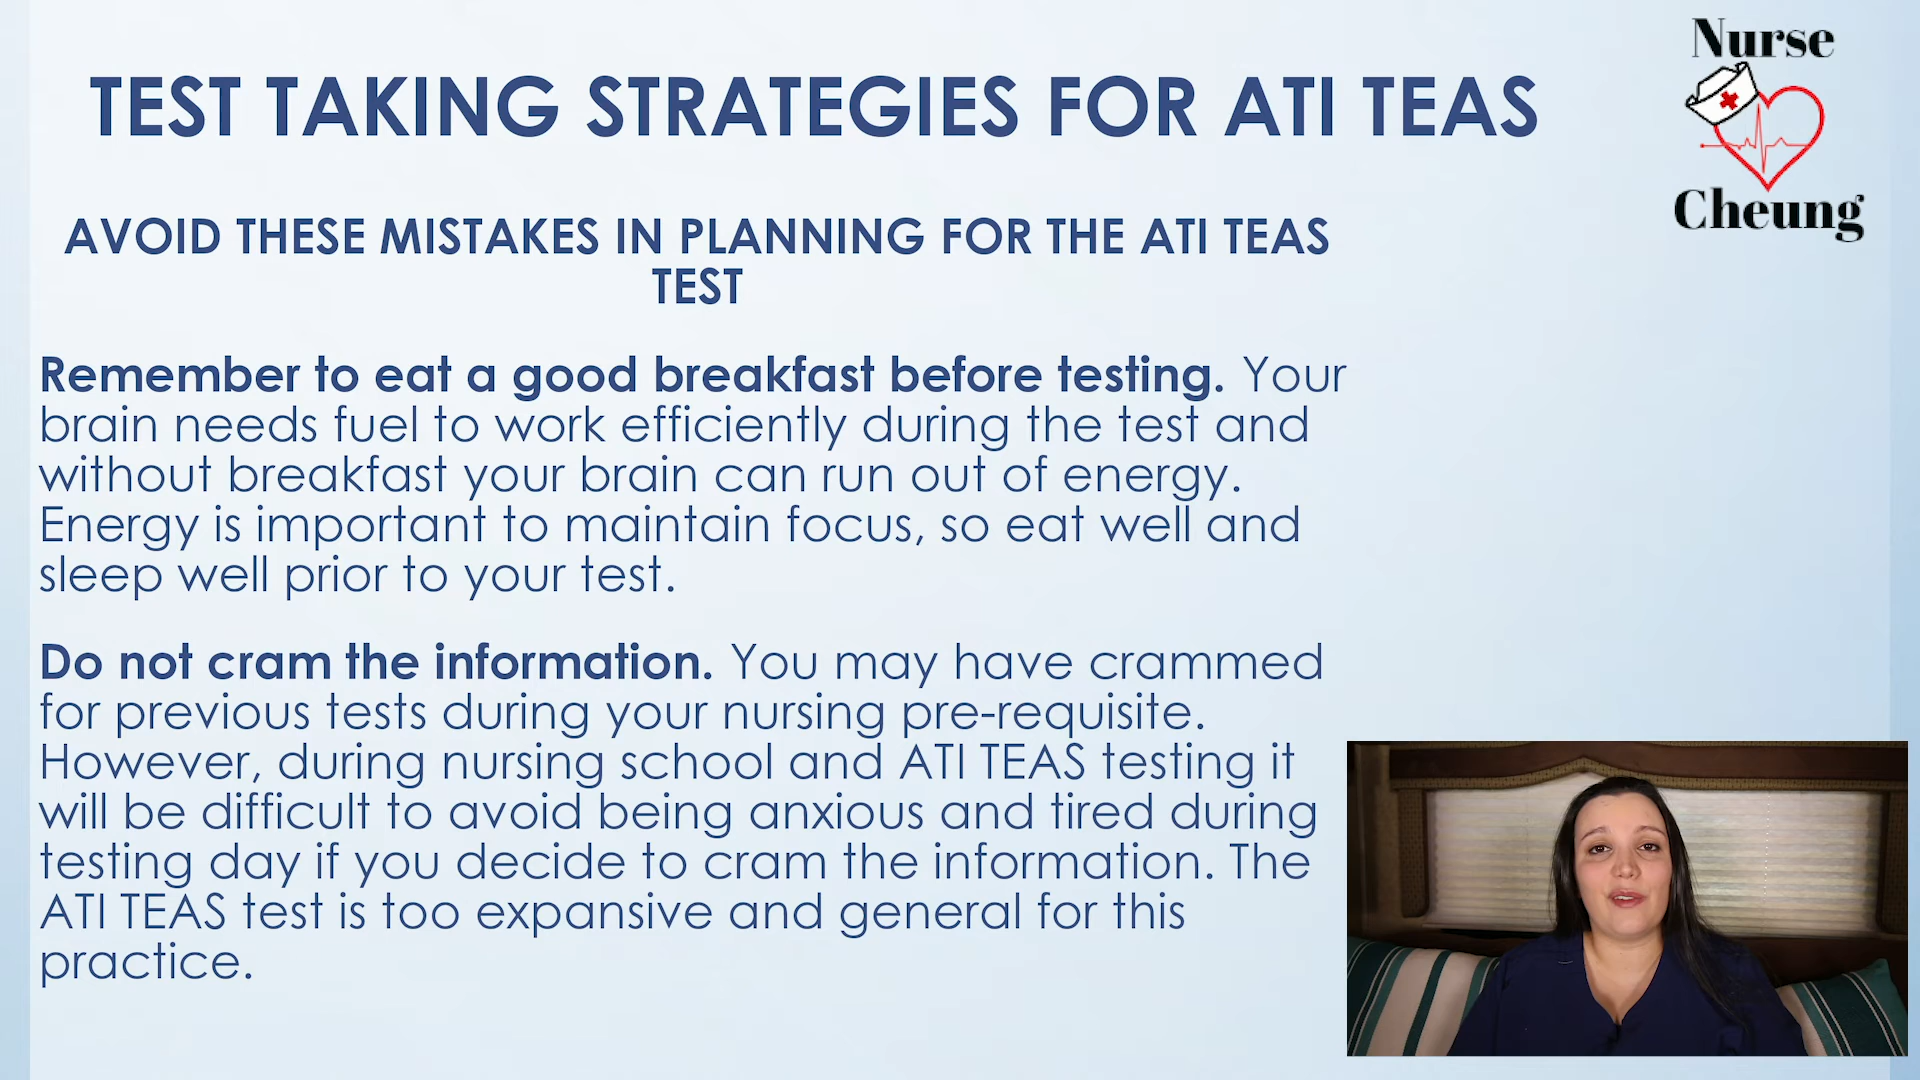 Nurse
Cheung
TEST TAKING STRATEGIES FOR ATI TEAS
AVOID THESE MISTAKES IN PLANNING FOR THE ATI TEAS
TEST
Remember to eat a good breakfast before testing. Your
brain needs fuel to work efficiently during the test and
without breakfast your brain can run out of energy.
Energy is important to maintain focus, so eat well and
sleep well prior to your test.
Do not cram the information. You may have crammed
for previous tests during your nursing pre-requisite.
However, during nursing school and ATI TEAS testing it
will be difficult to avoid being anxious and tired during
testing day if you decide to cram the information. The
ATI TEAS test is too expansive and general for this
practice.